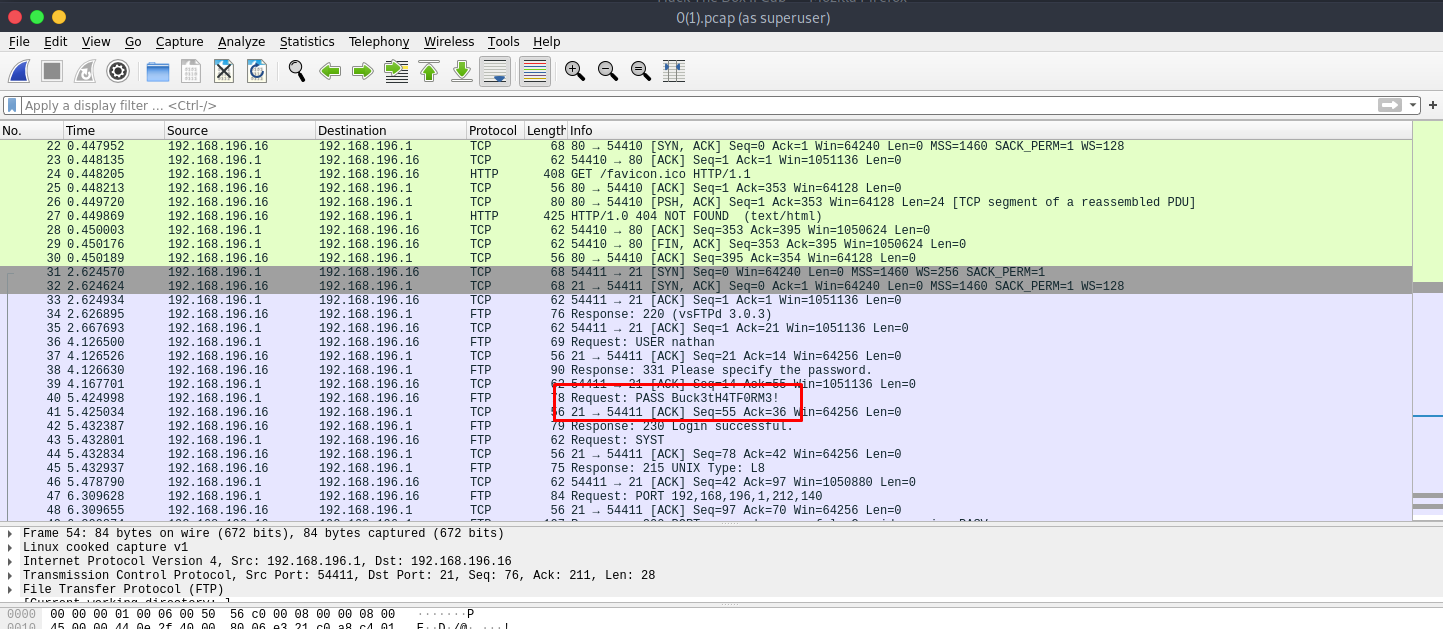 0(1).pcap (as superuser)
File Edit View Go Capture Analyze Statistics Telephony Wireless Tools Help
Apply a display filter … <Ctrl-/>
No. Time Source Destination Protocol Length Info
22 0.447952 192.168.196.16 192.168.196.1 TCP 68 80 → 54410 [SYN, ACK] Seq=0 Ack=1 Win=64240 Len=0 MSS=1460 SACK_PERM=1 WS=128
23 0.448135 192.168.196.1 192.168.196.16 TCP 62 54410 → 80 [ACK] Seq=1 Ack=1 Win=1051136 Len=0
24 0.448205 192.168.196.1 192.168.196.16 HTTP 408 GET /favicon.ico HTTP/1.1
25 0.448213 192.168.196.16 192.168.196.1 TCP 56 80 → 54410 [ACK] Seq=1 Ack=353 Win=64128 Len=0
26 0.449720 192.168.196.16 192.168.196.1 TCP 80 80 → 54410 [PSH, ACK] Seq=1 Ack=353 Win=64128 Len=24 [TCP segment of a reassembled PDU]
27 0.449869 192.168.196.16 192.168.196.1 HTTP 425 HTTP/1.0 404 NOT FOUND (text/html)
28 0.450003 192.168.196.1 192.168.196.16 TCP 62 54410 → 80 [ACK] Seq=353 Ack=395 Win=1050624 Len=0
29 0.450176 192.168.196.1 192.168.196.16 TCP 62 54410 → 80 [FIN, ACK] Seq=353 Ack=395 Win=1050624 Len=0
30 0.450189 192.168.196.16 192.168.196.1 TCP 56 80 → 54410 [ACK] Seq=395 Ack=354 Win=64128 Len=0
31 2.624570 192.168.196.1 192.168.196.16 TCP 68 54411 → 21 [SYN] Seq=0 Win=64240 Len=0 MSS=1460 WS=256 SACK_PERM=1
32 2.624624 192.168.196.16 192.168.196.1 TCP 68 21 → 54411 [SYN, ACK] Seq=0 Ack=1 Win=64240 Len=0 MSS=1460 SACK_PERM=1 WS=128
33 2.624934 192.168.196.1 192.168.196.16 TCP 62 54411 → 21 [ACK] Seq=1 Ack=1 Win=1051136 Len=0
34 2.626895 192.168.196.16 192.168.196.1 FTP 76 Response: 220 (vsFTPd 3.0.3)
35 2.667693 192.168.196.1 192.168.196.16 TCP 62 54411 → 21 [ACK] Seq=1 Ack=21 Win=1051136 Len=0
36 4.126500 192.168.196.1 192.168.196.16 FTP 69 Request: USER nathan
37 4.126526 192.168.196.16 192.168.196.1 TCP 56 21 → 54411 [ACK] Seq=21 Ack=14 Win=64256 Len=0
38 4.126630 192.168.196.16 192.168.196.1 FTP 90 Response: 331 Please specify the password.
39 4.167701 192.168.196.1 192.168.196.16 TCP 62 54411 → 21 [ACK] Seq=14 Ack=55 Win=1051136 Len=0
40 5.424998 192.168.196.1 192.168.196.16 FTP 78 Request: PASS Buck3tH4TF0RM3!
41 5.425034 192.168.196.16 192.168.196.1 TCP 56 21 → 54411 [ACK] Seq=55 Ack=36 Win=64256 Len=0
42 5.432387 192.168.196.16 192.168.196.1 FTP 79 Response: 230 Login successful.
43 5.432801 192.168.196.1 192.168.196.16 FTP 62 Request: SYST
44 5.432834 192.168.196.16 192.168.196.1 TCP 56 21 → 54411 [ACK] Seq=78 Ack=42 Win=64256 Len=0
45 5.432937 192.168.196.16 192.168.196.1 FTP 75 Response: 215 UNIX Type: L8
46 5.478790 192.168.196.1 192.168.196.16 TCP 62 54411 → 21 [ACK] Seq=42 Ack=97 Win=1050880 Len=0
47 6.309628 192.168.196.1 192.168.196.16 FTP 84 Request: PORT 192,168,196,1,212,140
48 6.309655 192.168.196.16 192.168.196.1 TCP 56 21 → 54411 [ACK] Seq=97 Ack=70 Win=64256 Len=0
Frame 54: 84 bytes on wire (672 bits), 84 bytes captured (672 bits)
Linux cooked capture v1
Internet Protocol Version 4, Src: 192.168.196.1, Dst: 192.168.196.16
Transmission Control Protocol, Src Port: 54411, Dst Port: 21, Seq: 76, Ack: 211, Len: 28
File Transfer Protocol (FTP)
[Current working directory: ]
0000 00 00 00 01 00 06 00 50 56 c0 00 08 00 00 08 00 ·······P
0010 45 00 00 44 0e 2f 40 00 80 06 e3 21 c0 a8 c4 01